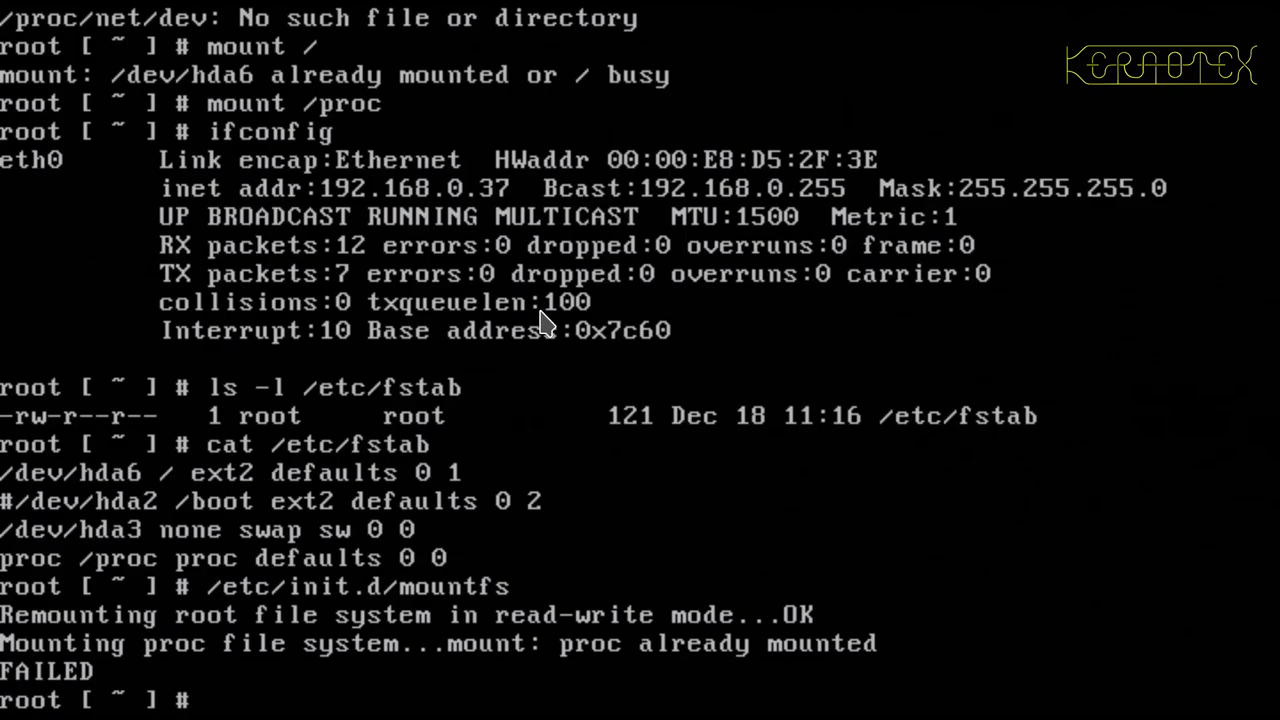 /proc/net/dev: No such file or directory
root [ ~ ] # mount /
KERAOTEX
mount: /dev/hda6 already mounted or / busy
root [ ~ ] # mount /proc
root [ ~ ] # ifconfig
eth0      Link encap:Ethernet  HWaddr 00:00:E8:D5:2F:3E
          inet addr:192.168.0.37  Bcast:192.168.0.255  Mask:255.255.255.0
          UP BROADCAST RUNNING MULTICAST  MTU:1500  Metric:1
          RX packets:12 errors:0 dropped:0 overruns:0 frame:0
          TX packets:7 errors:0 dropped:0 overruns:0 carrier:0
          collisions:0 txqueuelen:100
          Interrupt:10 Base address:0x7c60
root [ ~ ] # ls -l /etc/fstab
-rw-r--r--   1 root     root          121 Dec 18 11:16 /etc/fstab
root [ ~ ] # cat /etc/fstab
/dev/hda6 / ext2 defaults 0 1
#/dev/hda2 /boot ext2 defaults 0 2
/dev/hda3 none swap sw 0 0
proc /proc proc defaults 0 0
root [ ~ ] # /etc/init.d/mountfs
Remounting root file system in read-write mode...OK
Mounting proc file system...mount: proc already mounted
FAILED
root [ ~ ] #